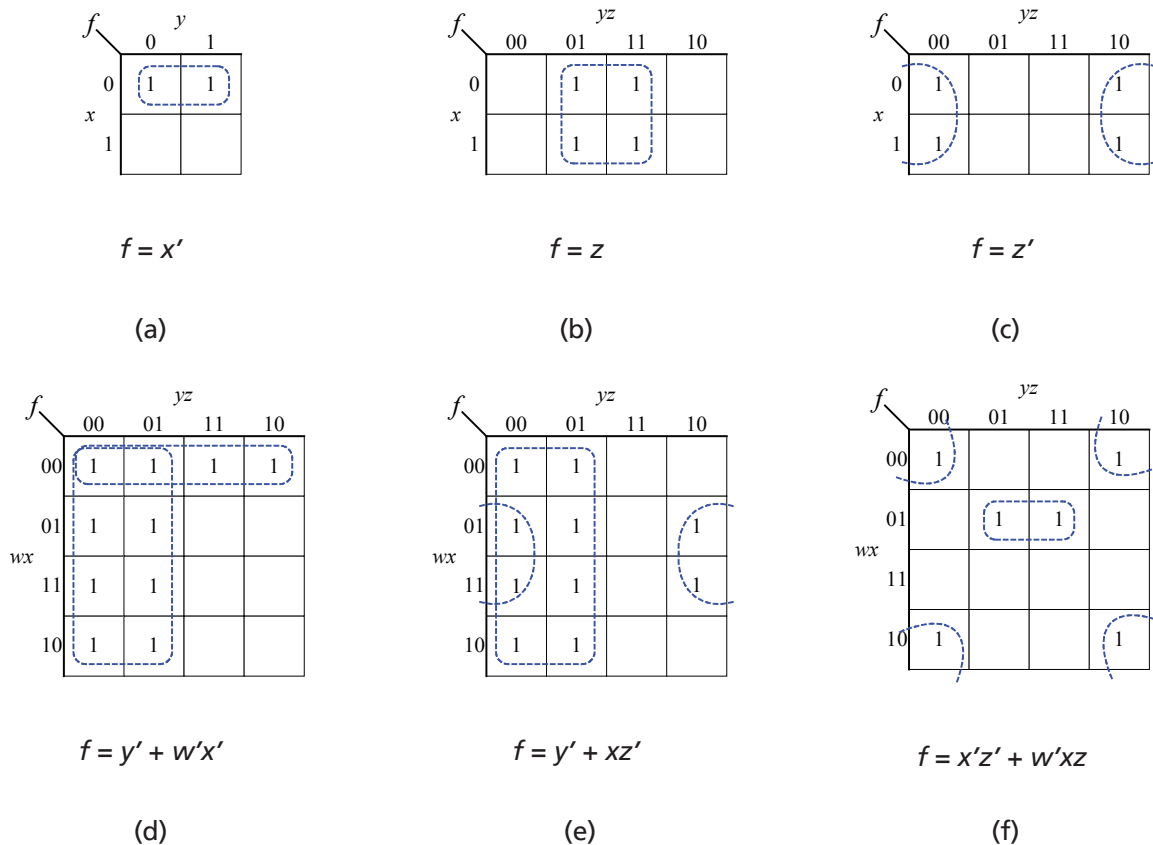 f y
0 1
0 1 1
x
1
f = x′
(a)
f yz
00 01 11 10
0 1 1
x
1 1 1
f = z
(b)
f yz
00 01 11 10
0 1 1
x
1 1 1
f = z′
(c)
f yz
00 01 11 10
00 1 1 1 1
01 1 1
wx
11 1 1
10 1 1
f = y′ + w′x′
(d)
f yz
00 01 11 10
00 1 1
01 1 1 1
wx
11 1 1 1
10 1 1
f = y′ + xz′
(e)
f yz
00 01 11 10
00 1 1
01 1 1
wx
11
10 1 1
f = x′z′ + w′xz
(f)